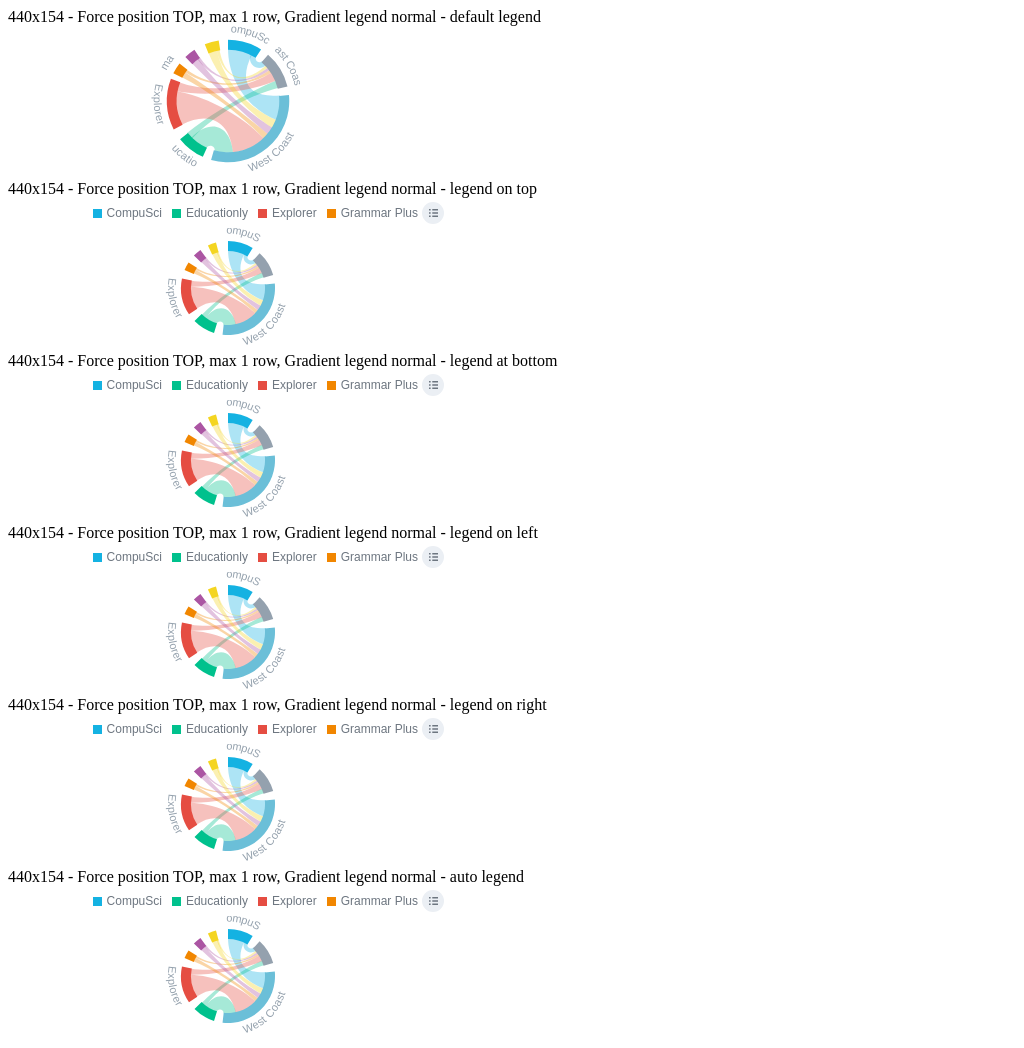 440x154 - Force position TOP, max 1 row, Gradient legend normal - default legend
ompuSc
ast Coas
ma
Explorer
ucatio
West Coast
440x154 - Force position TOP, max 1 row, Gradient legend normal - legend on top
CompuSci Educationly Explorer Grammar Plus
ompuS
Explorer
West Coast
440x154 - Force position TOP, max 1 row, Gradient legend normal - legend at bottom
CompuSci Educationly Explorer Grammar Plus
ompuS
Explorer
West Coast
440x154 - Force position TOP, max 1 row, Gradient legend normal - legend on left
CompuSci Educationly Explorer Grammar Plus
ompuS
Explorer
West Coast
440x154 - Force position TOP, max 1 row, Gradient legend normal - legend on right
CompuSci Educationly Explorer Grammar Plus
ompuS
Explorer
West Coast
440x154 - Force position TOP, max 1 row, Gradient legend normal - auto legend
CompuSci Educationly Explorer Grammar Plus
ompuS
Explorer
West Coast